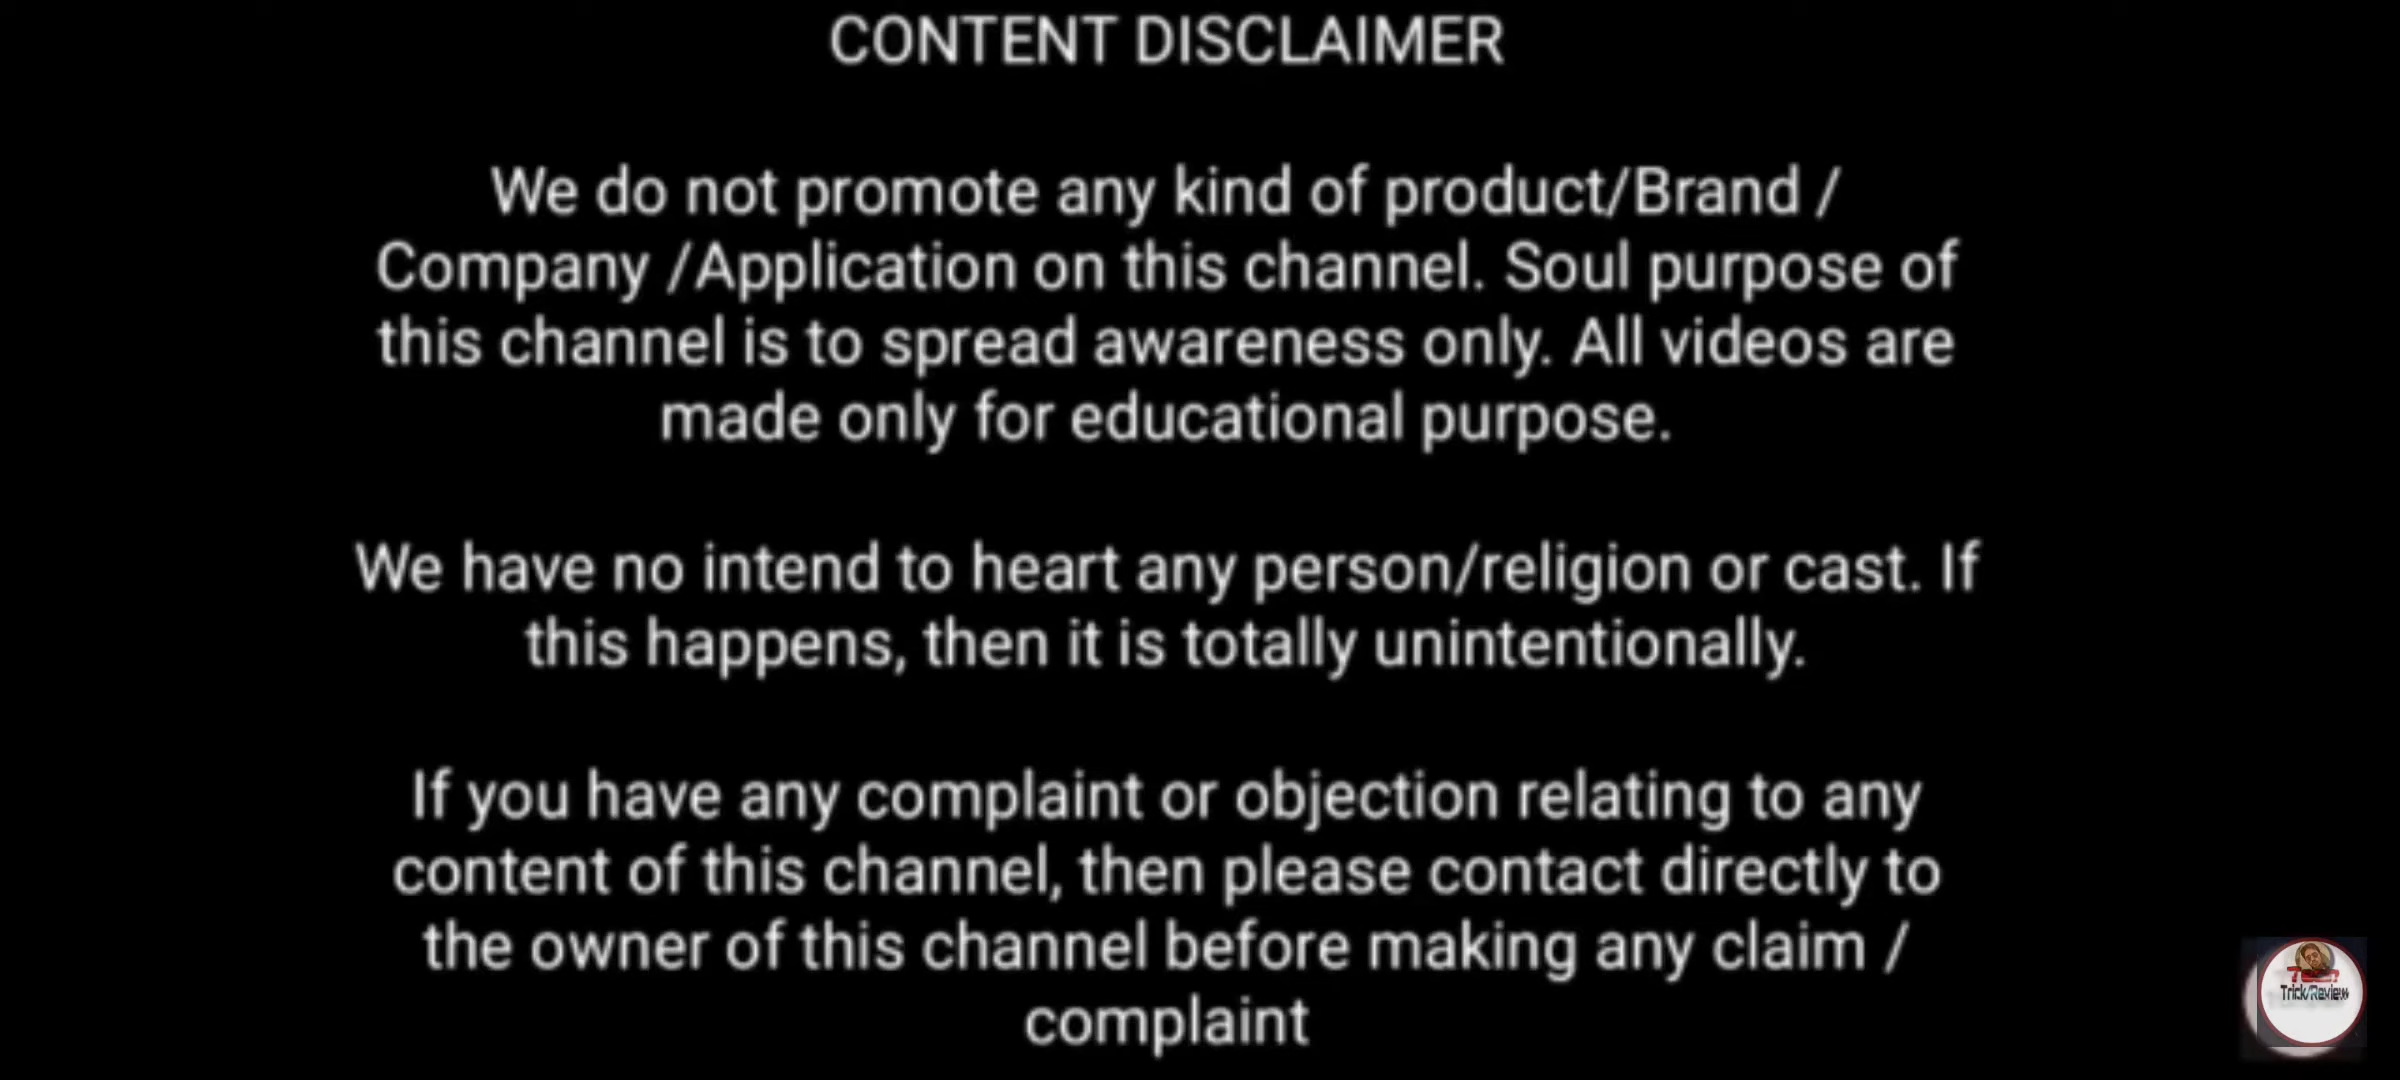 CONTENT DISCLAIMER
We do not promote any kind of product/Brand /
Company /Application on this channel. Soul purpose of
this channel is to spread awareness only. All videos are
made only for educational purpose.
We have no intend to heart any person/religion or cast. If
this happens, then it is totally unintentionally.
If you have any complaint or objection relating to any
content of this channel, then please contact directly to
the owner of this channel before making any claim /
complaint
Trick/Review